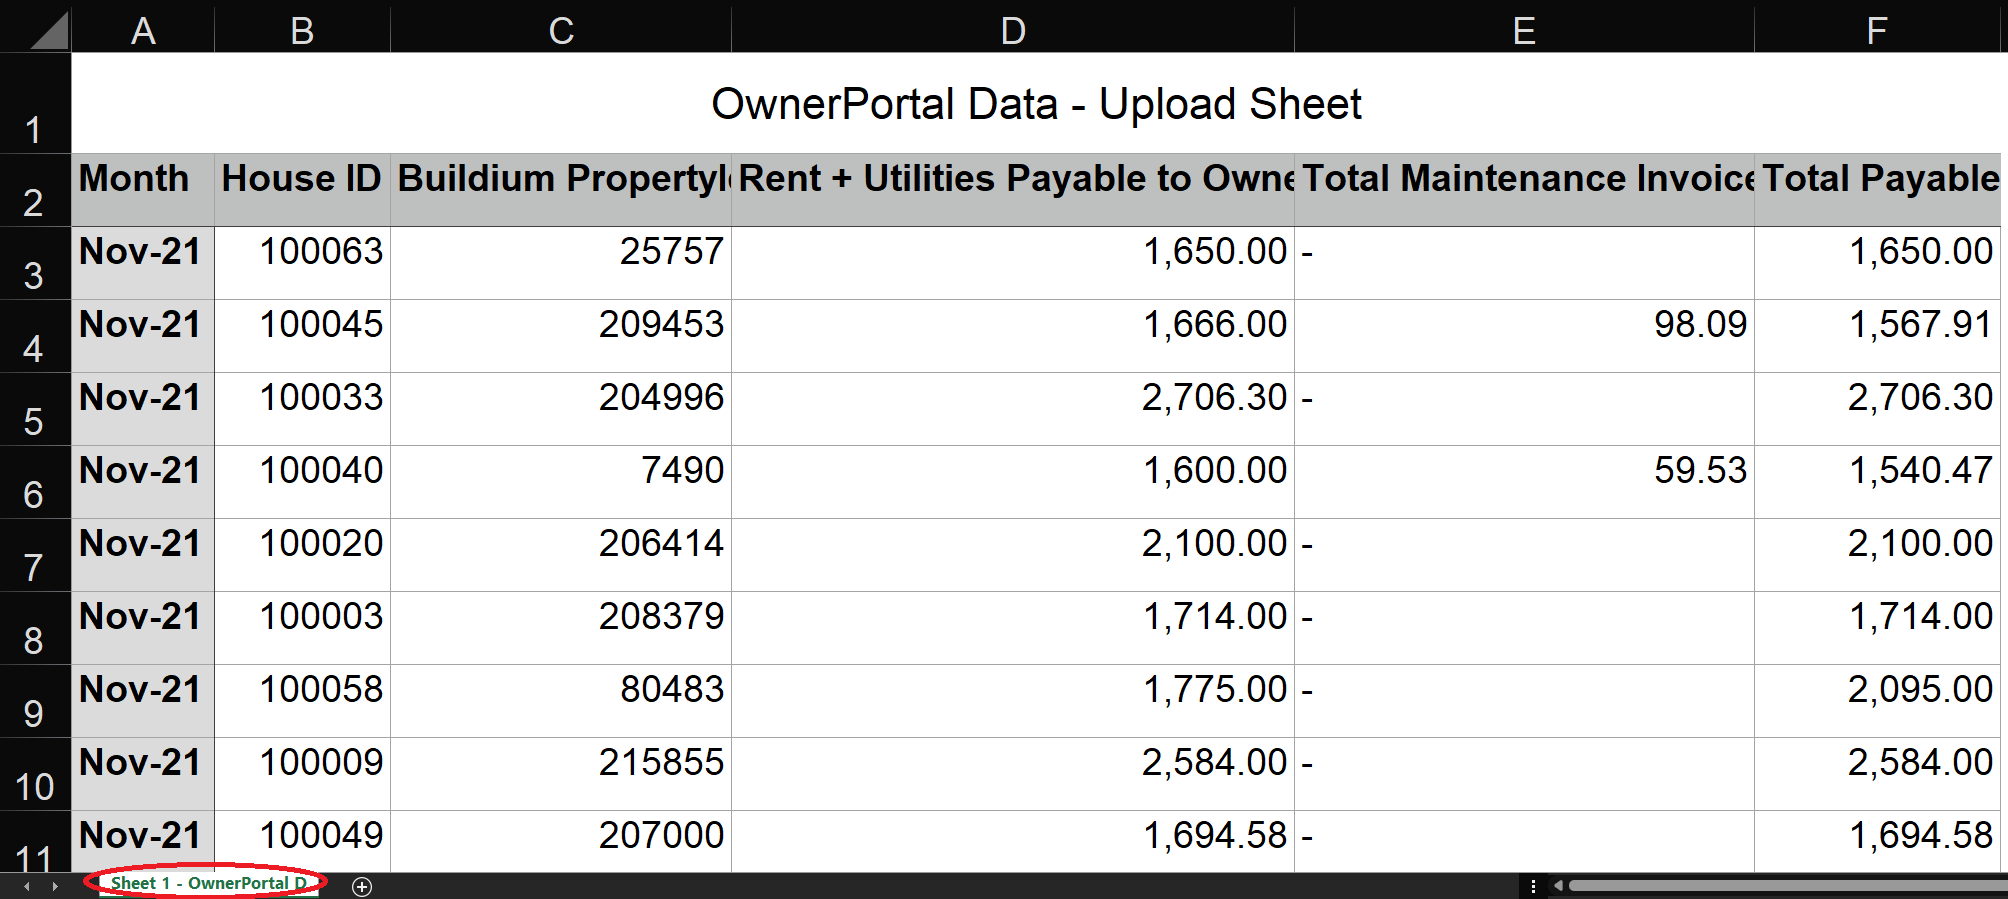 A B C D E F
1 OwnerPortal Data - Upload Sheet
2 Month House ID Buildium PropertyI Rent + Utilities Payable to Owne Total Maintenance Invoice Total Payable
3 Nov-21 100063 25757 1,650.00 - 1,650.00
4 Nov-21 100045 209453 1,666.00 98.09 1,567.91
5 Nov-21 100033 204996 2,706.30 - 2,706.30
6 Nov-21 100040 7490 1,600.00 59.53 1,540.47
7 Nov-21 100020 206414 2,100.00 - 2,100.00
8 Nov-21 100003 208379 1,714.00 - 1,714.00
9 Nov-21 100058 80483 1,775.00 - 2,095.00
10 Nov-21 100009 215855 2,584.00 - 2,584.00
11 Nov-21 100049 207000 1,694.58 - 1,694.58
Sheet 1 - OwnerPortal D